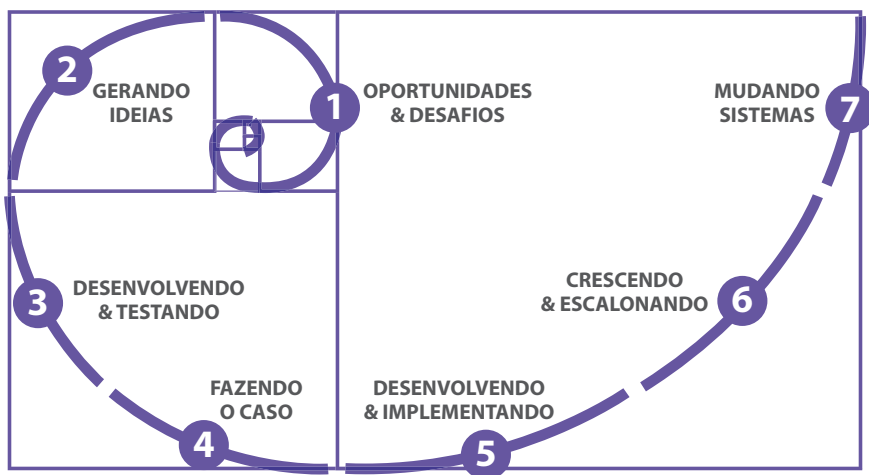 1
OPORTUNIDADES
& DESAFIOS
2
GERANDO
IDEIAS
3
DESENVOLVENDO
& TESTANDO
4
FAZENDO
O CASO
5
DESENVOLVENDO
& IMPLEMENTANDO
6
CRESCENDO
& ESCALONANDO
7
MUDANDO
SISTEMAS